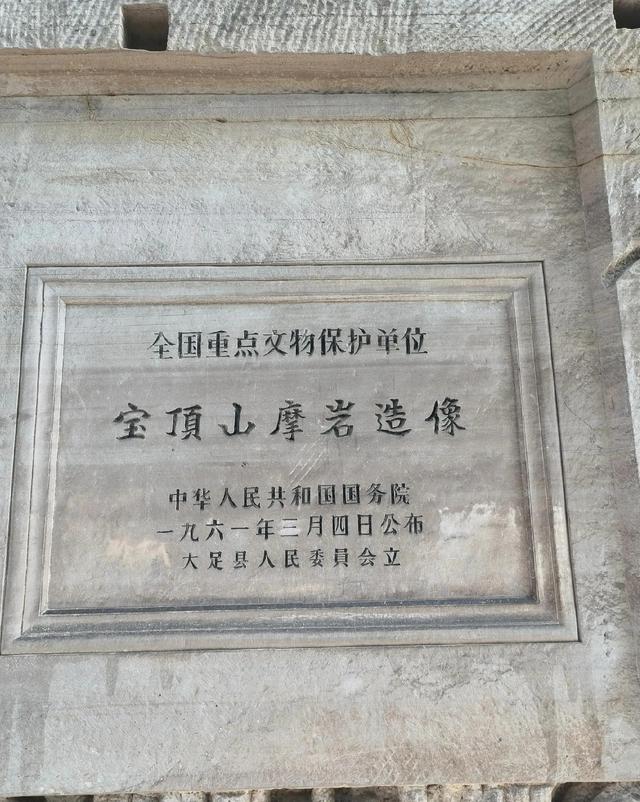 全国重点文物保护单位
宝頂山摩岩造像
中华人民共和国国务院
一九六一年三月四日公布
大足县人民委員会立